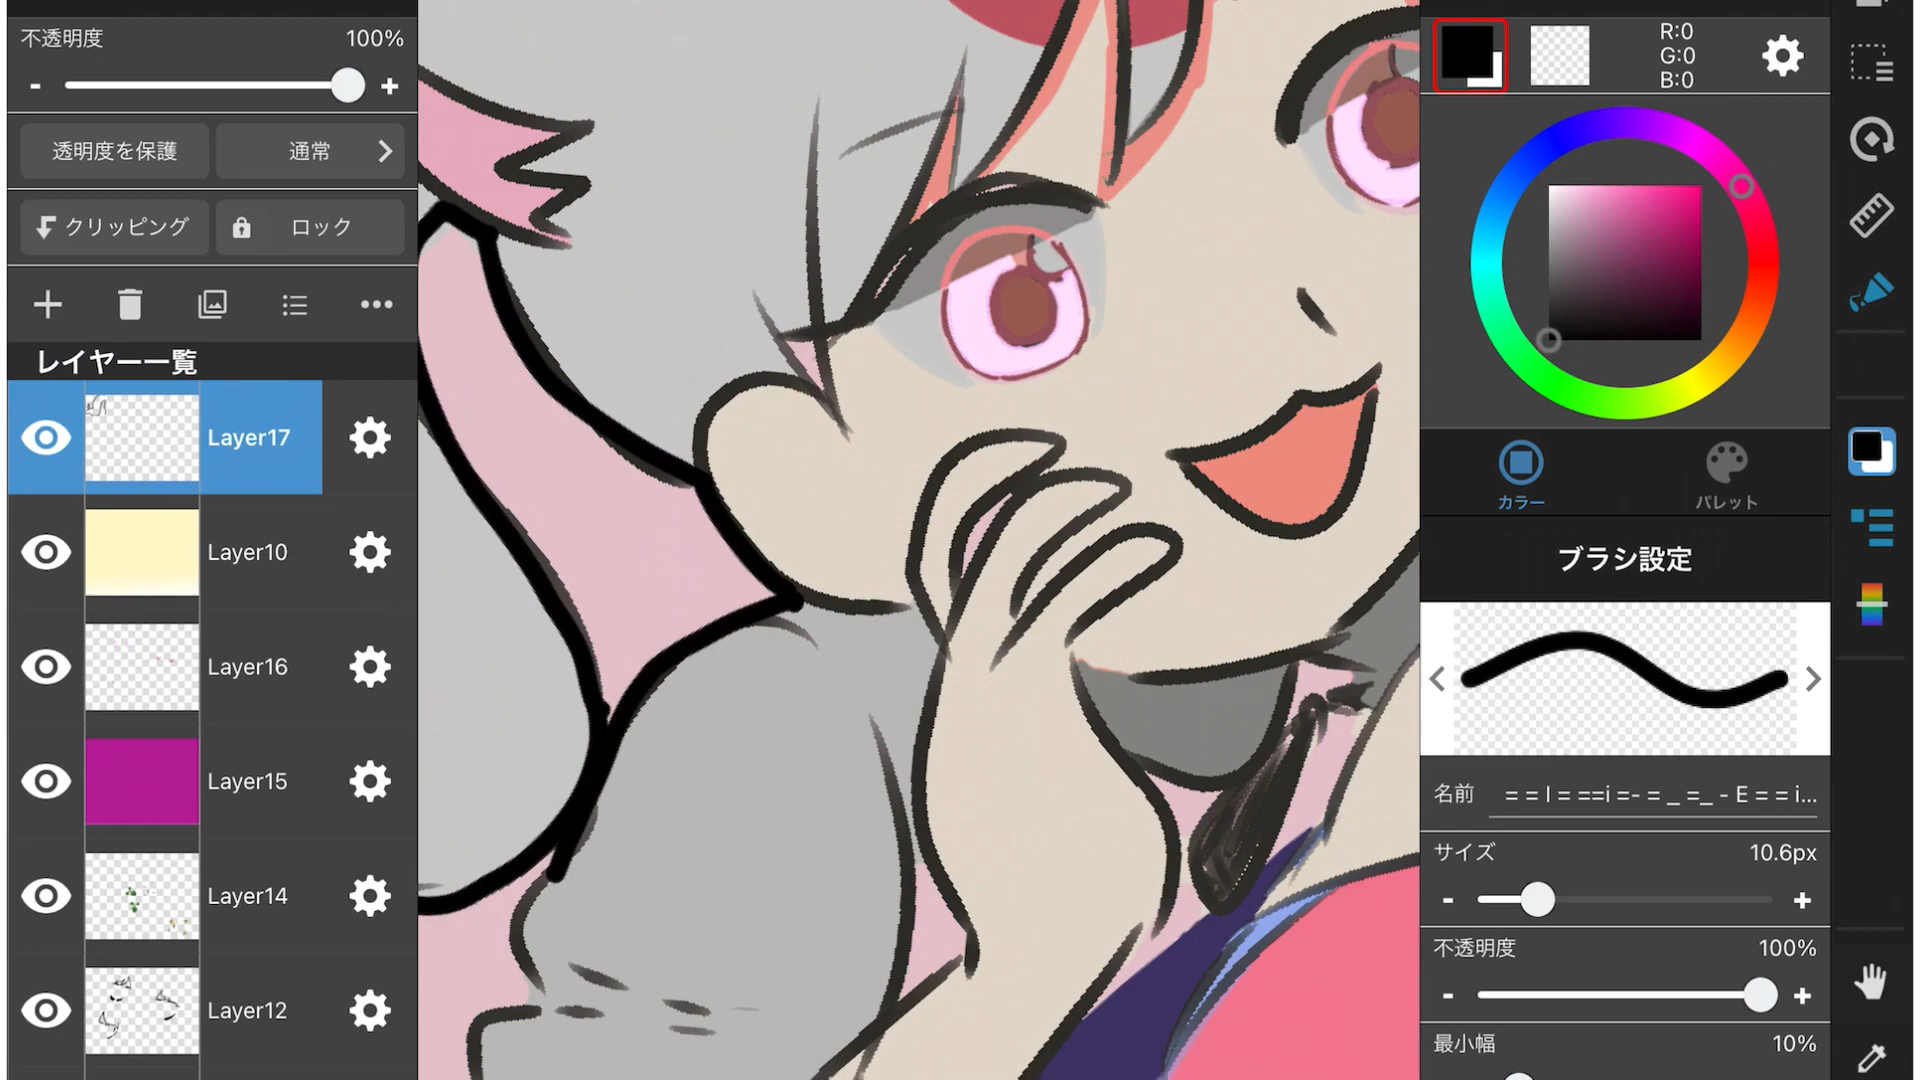 不透明度 100%
- +
透明度を保護 通常
クリッピング ロック
レイヤー一覧
Layer17
Layer10
Layer16
Layer15
Layer14
Layer12
R:0
G:0
B:0
カラー パレット
ブラシ設定
名前 = = I = ==i =- = _ =_ - E = = i...
サイズ 10.6px
- +
不透明度 100%
- +
最小幅 10%